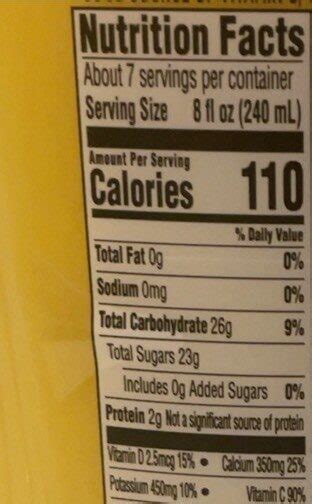 Nutrition Facts
About 7 servings per container
Serving Size 8 fl oz (240 mL)
Amount Per Serving
Calories 110
% Daily Value
Total Fat 0g 0%
Sodium 0mg 0%
Total Carbohydrate 26g 9%
Total Sugars 23g
Includes 0g Added Sugars 0%
Protein 2g Not a significant source of protein
Vitamin D 2.5mcg 15% • Calcium 350mg 25%
Potassium 450mg 10% • Vitamin C 90%